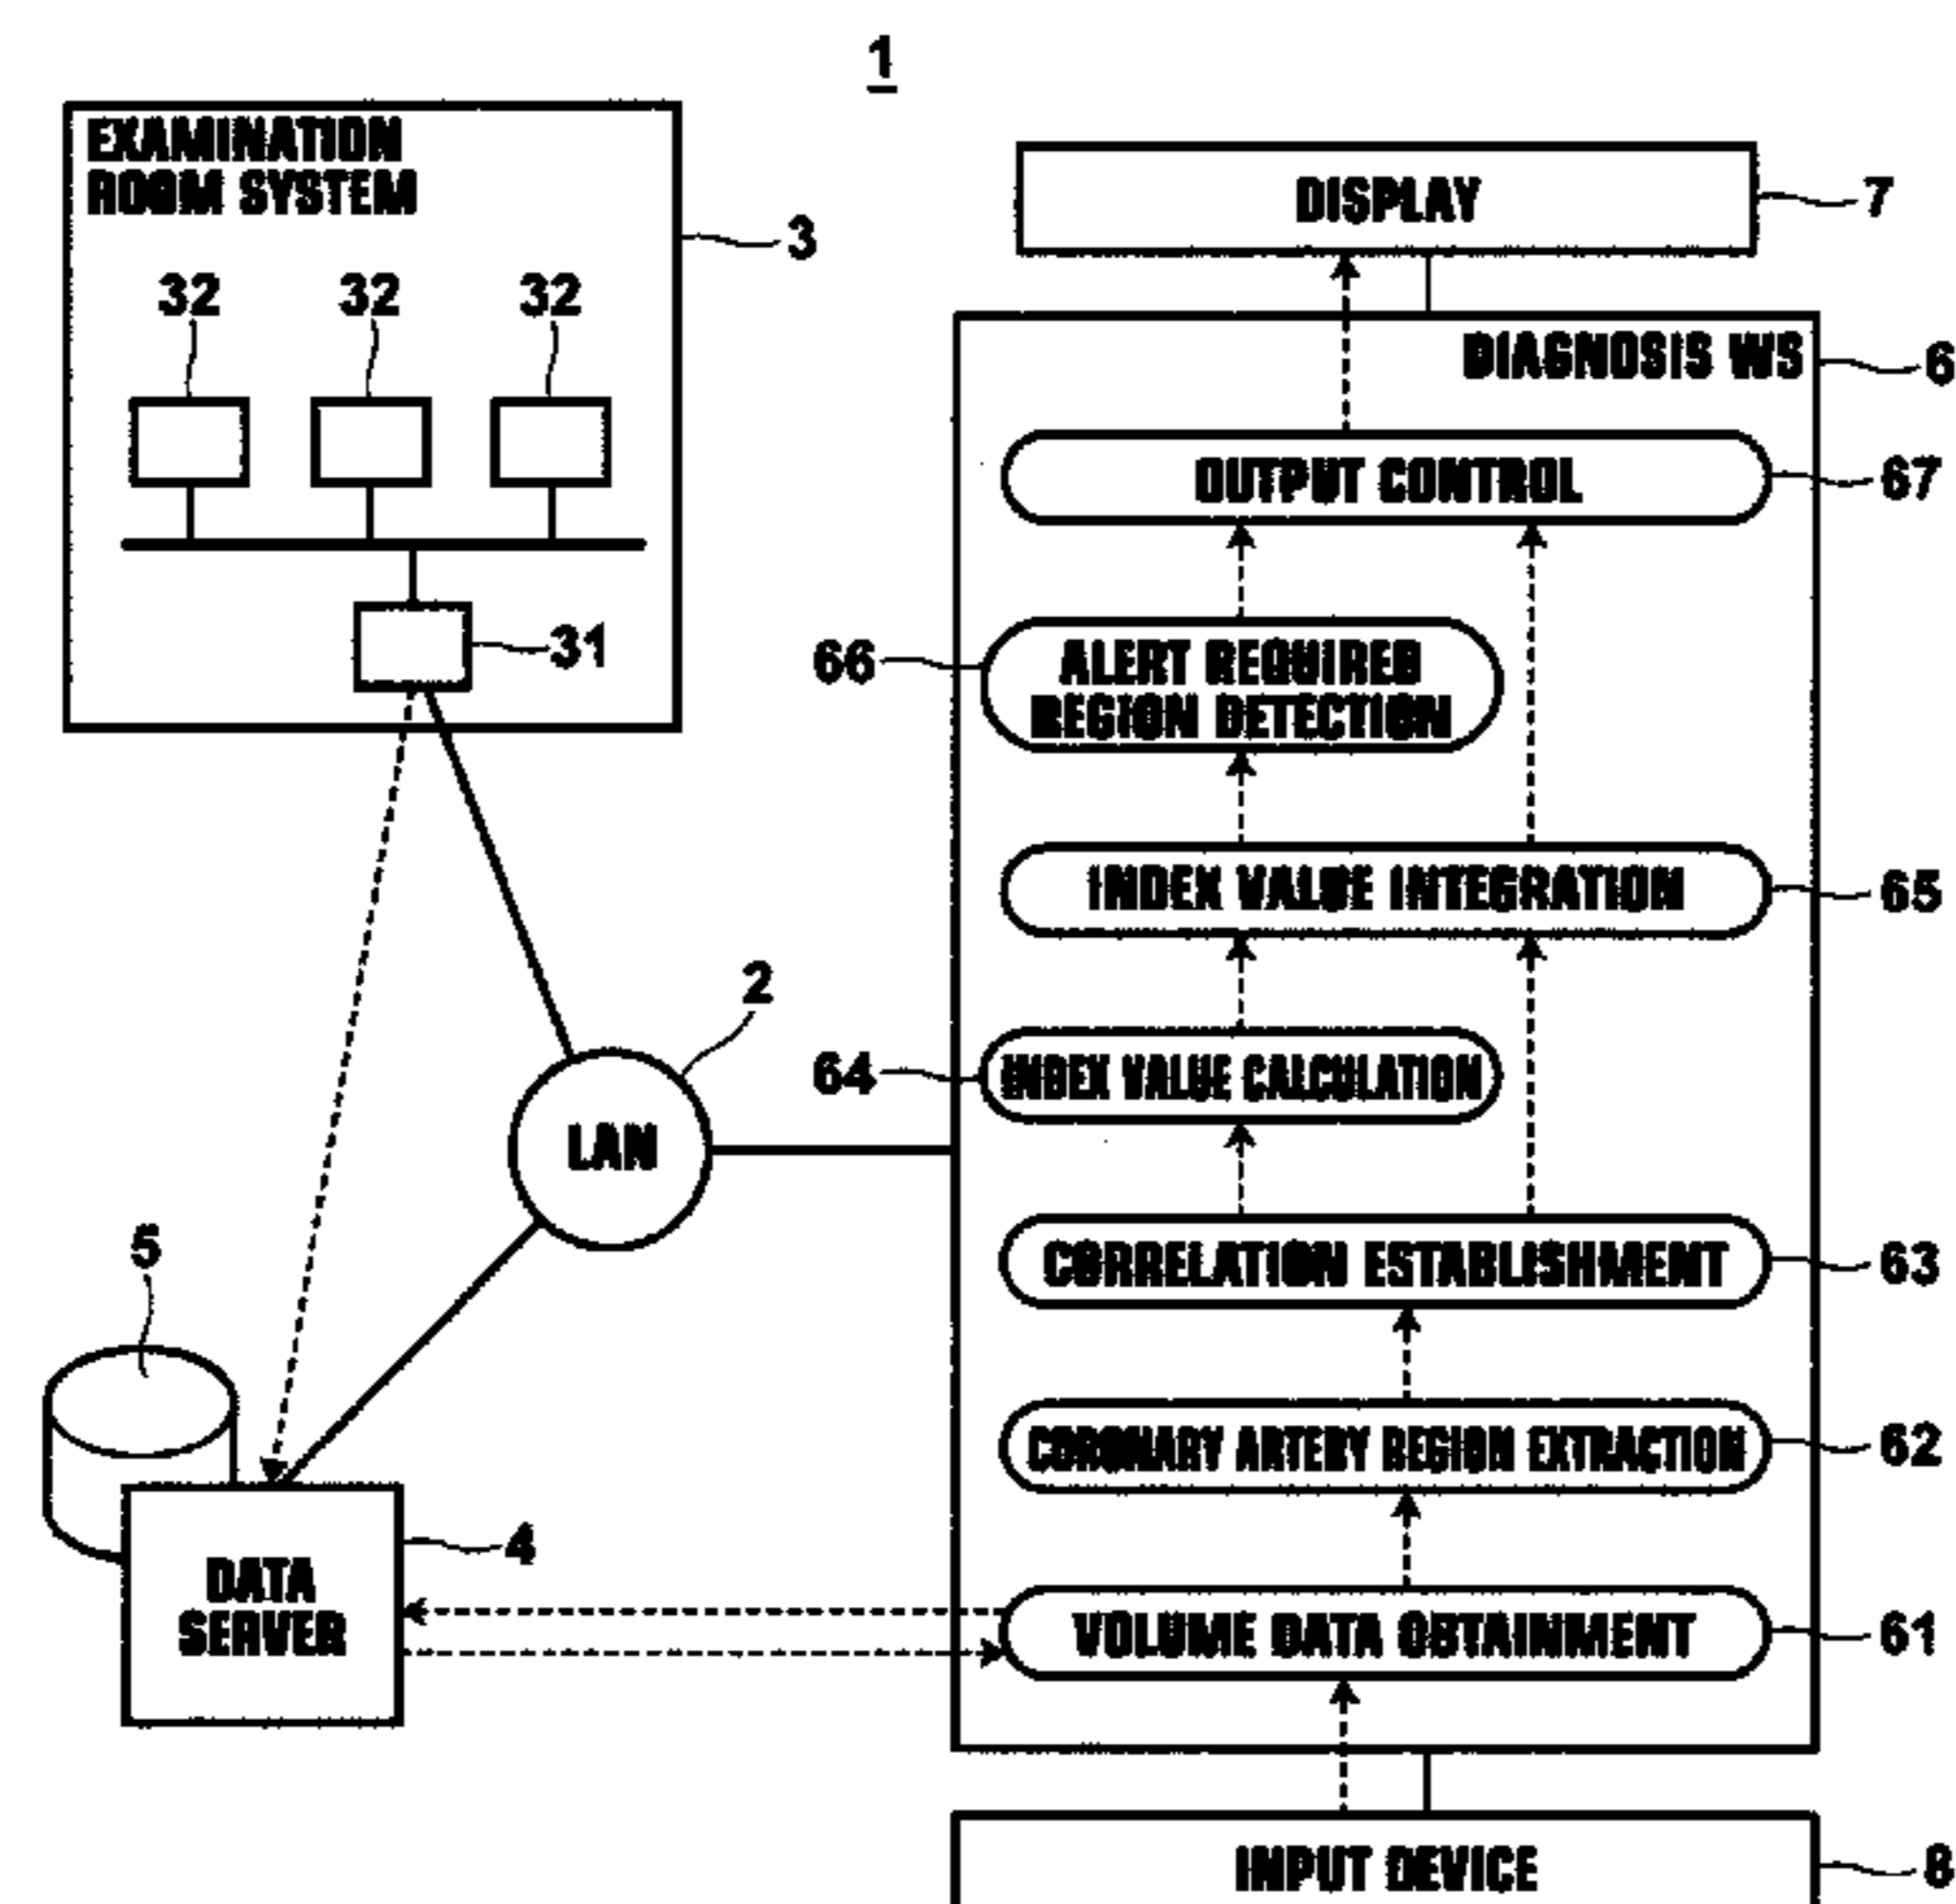 1
EXAMINATION
ROOM SYSTEM
3
32 32 32
31
DISPLAY
7
DIAGNOSIS WS
6
OUTPUT CONTROL
67
66
ALERT REQUIRED
REGION DETECTION
INDEX VALUE INTEGRATION
65
2
LAN
64
INDEX VALUE CALCULATION
CORRELATION ESTABLISHMENT
63
5
CORONARY ARTERY REGION EXTRACTION
62
4
DATA
SERVER
VOLUME DATA OBTAINMENT
61
INPUT DEVICE
8